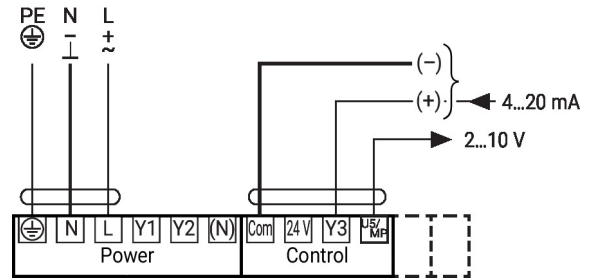 PE N L
– +
⊥ ~
(–)
(+) 4...20 mA
2...10 V
N L Y1 Y2 (N) Com 24 V Y3 U5/MP
Power Control